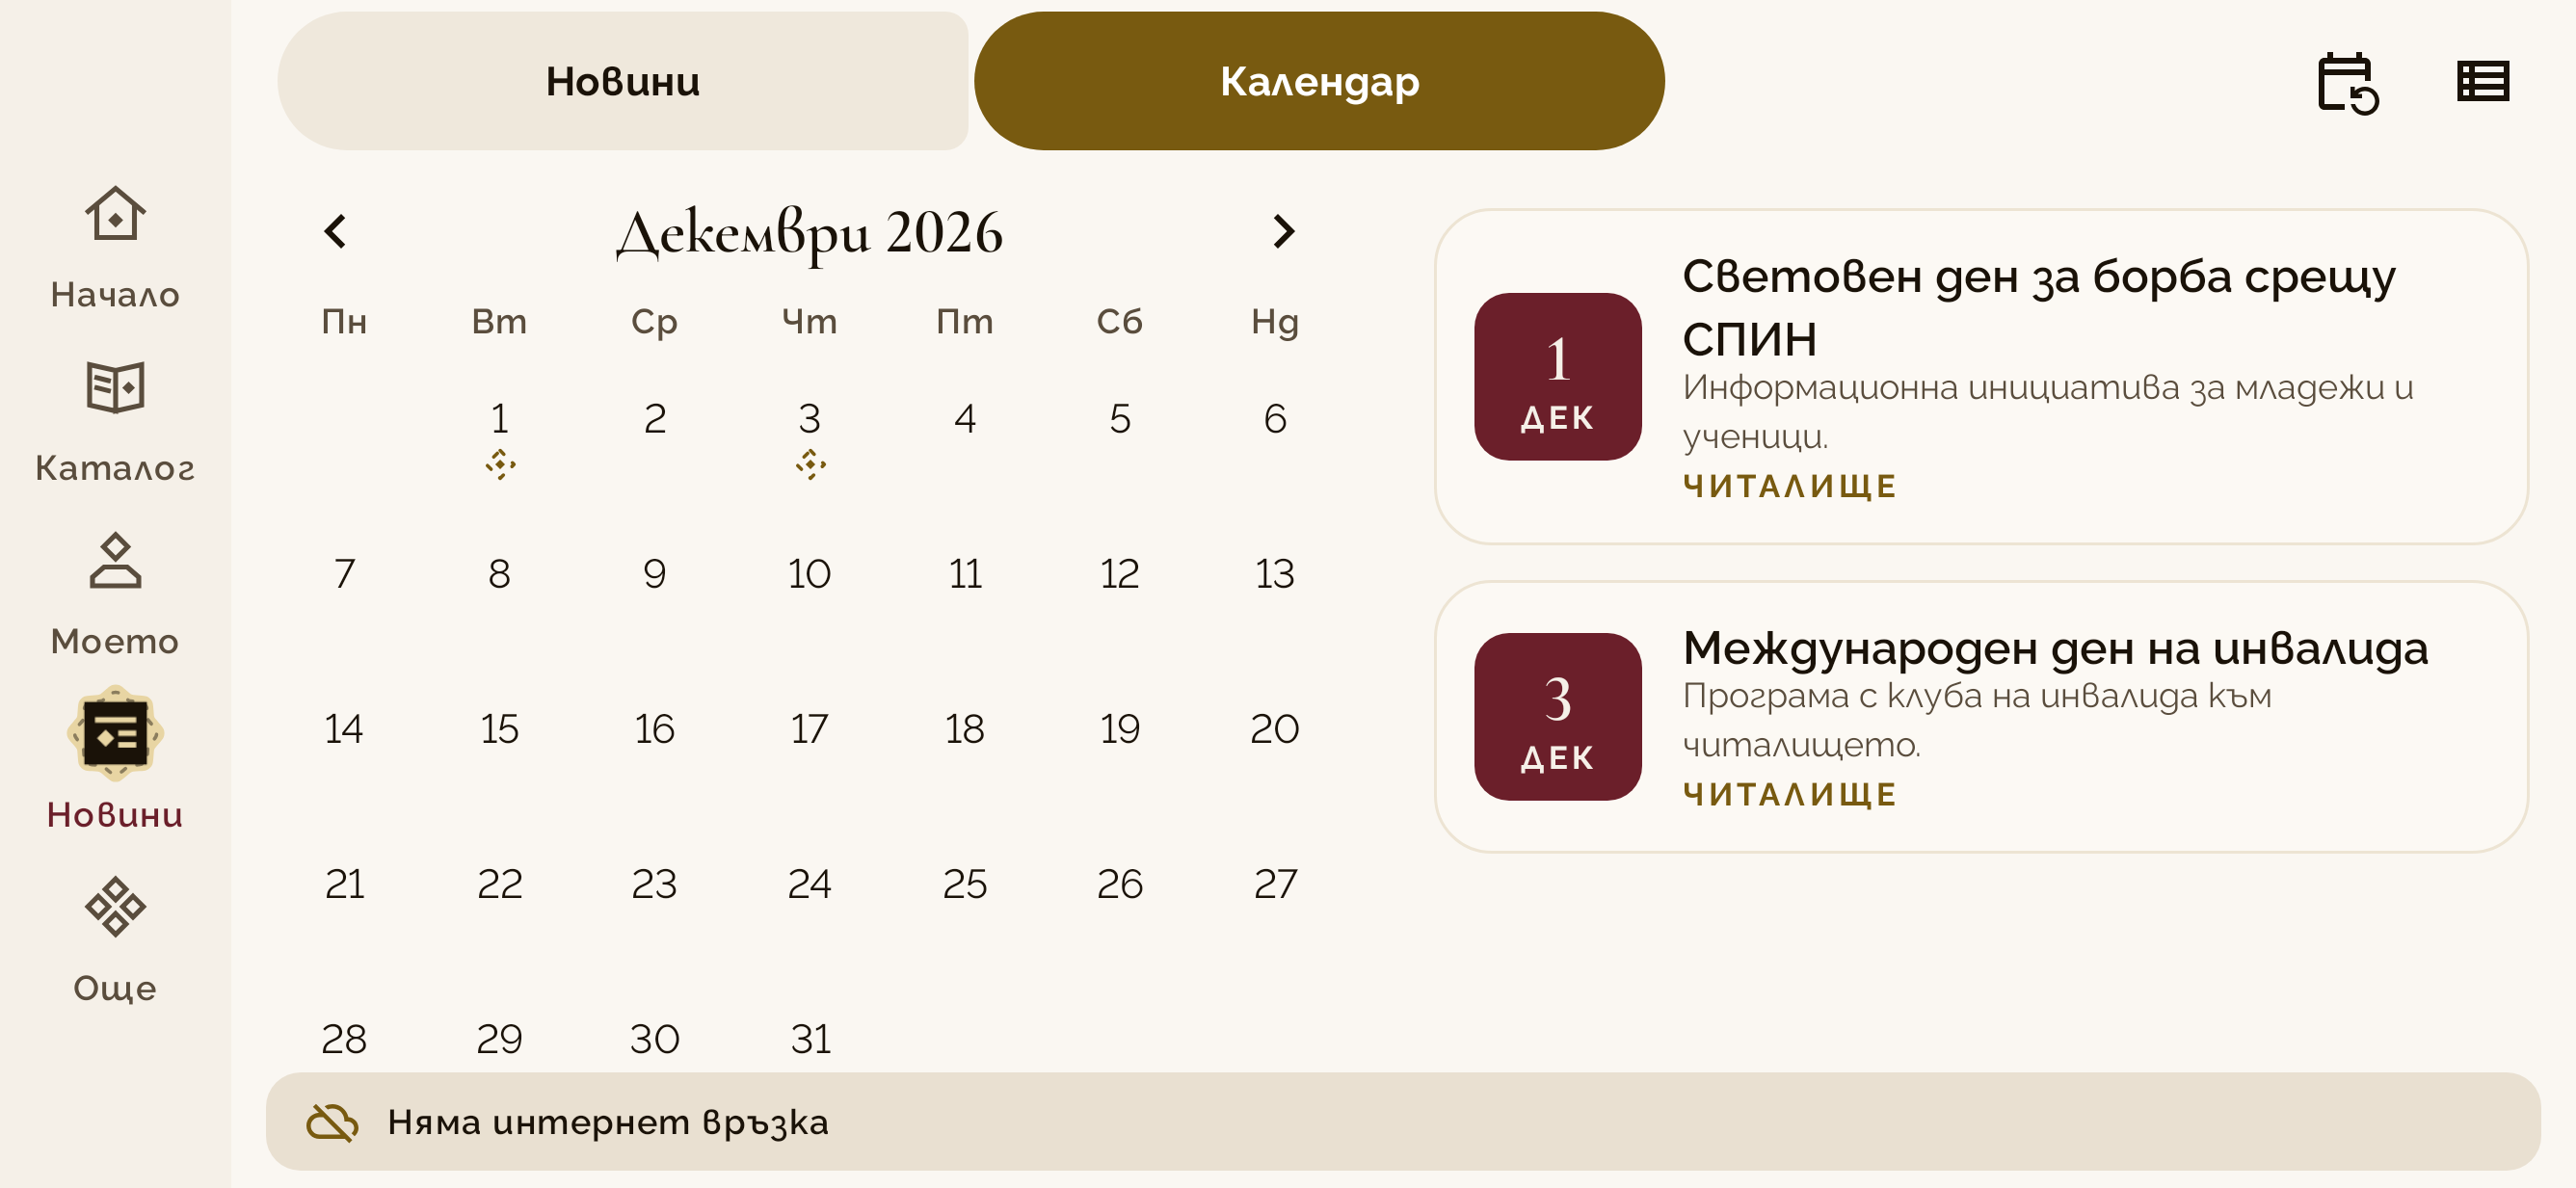 Новини
Календар
Начало
Каталог
Моето
Новини
Още
Декември 2026
Пн Вт Ср Чт Пт Сб Нд
1 2 3 4 5 6
7 8 9 10 11 12 13
14 15 16 17 18 19 20
21 22 23 24 25 26 27
28 29 30 31
1
ДЕК
Световен ден за борба срещу
СПИН
Информационна инициатива за младежи и
ученици.
ЧИТАЛИЩЕ
3
ДЕК
Международен ден на инвалида
Програма с клуба на инвалида към
читалището.
ЧИТАЛИЩЕ
Няма интернет връзка